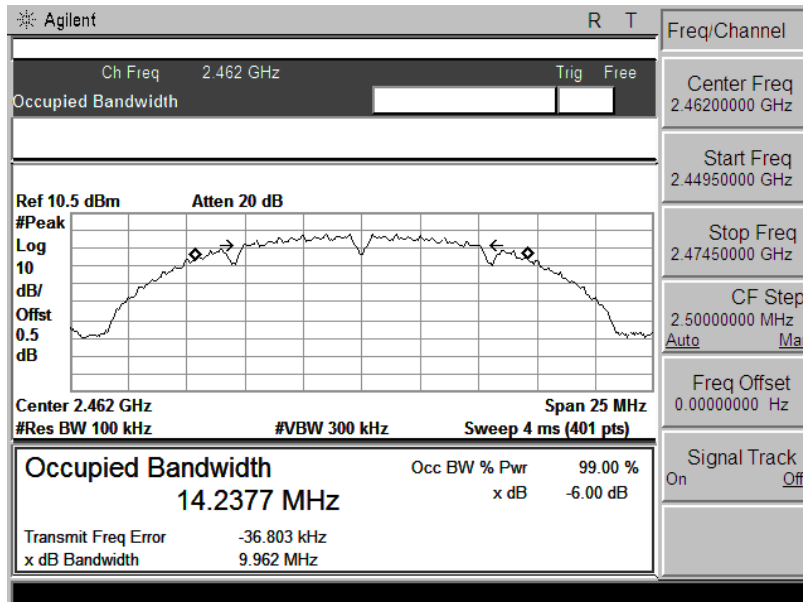 Agilent R T
Ch Freq 2.462 GHz Trig Free
Occupied Bandwidth
Ref 10.5 dBm Atten 20 dB
#Peak
Log
10
dB/
Offst
0.5
dB
Center 2.462 GHz Span 25 MHz
#Res BW 100 kHz #VBW 300 kHz Sweep 4 ms (401 pts)
Occupied Bandwidth
14.2377 MHz
Occ BW % Pwr 99.00 %
x dB -6.00 dB
Transmit Freq Error -36.803 kHz
x dB Bandwidth 9.962 MHz
Freq/Channel
Center Freq
2.46200000 GHz
Start Freq
2.44950000 GHz
Stop Freq
2.47450000 GHz
CF Step
2.50000000 MHz
Auto Ma
Freq Offset
0.00000000 Hz
Signal Track
On Off